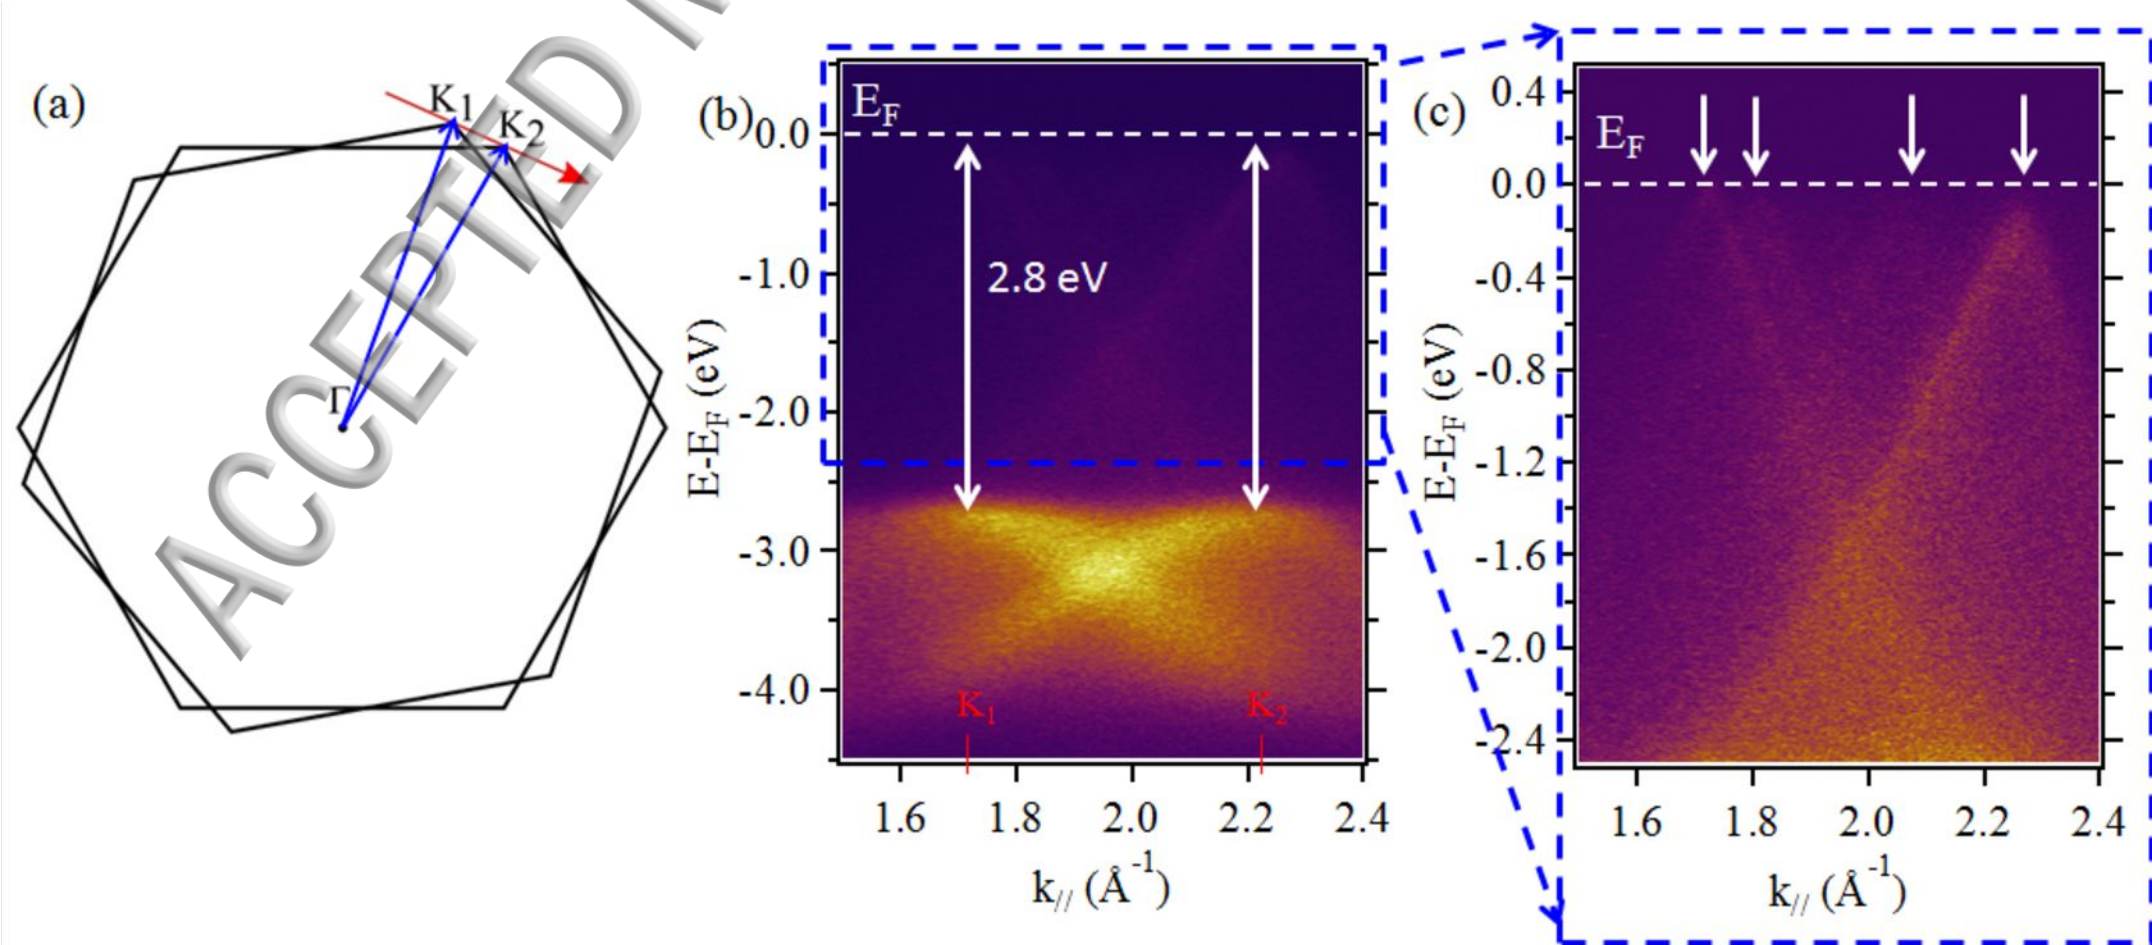 (a)
K1
K2
Γ
ACCEPTED M
(b)
EF
0.0
-1.0
-2.0
-3.0
-4.0
2.8 eV
E-EF (eV)
K1
K2
1.6 1.8 2.0 2.2 2.4
k// (Å-1)
(c)
EF
0.4
0.0
-0.4
-0.8
-1.2
-1.6
-2.0
-2.4
E-EF (eV)
1.6 1.8 2.0 2.2 2.4
k// (Å-1)